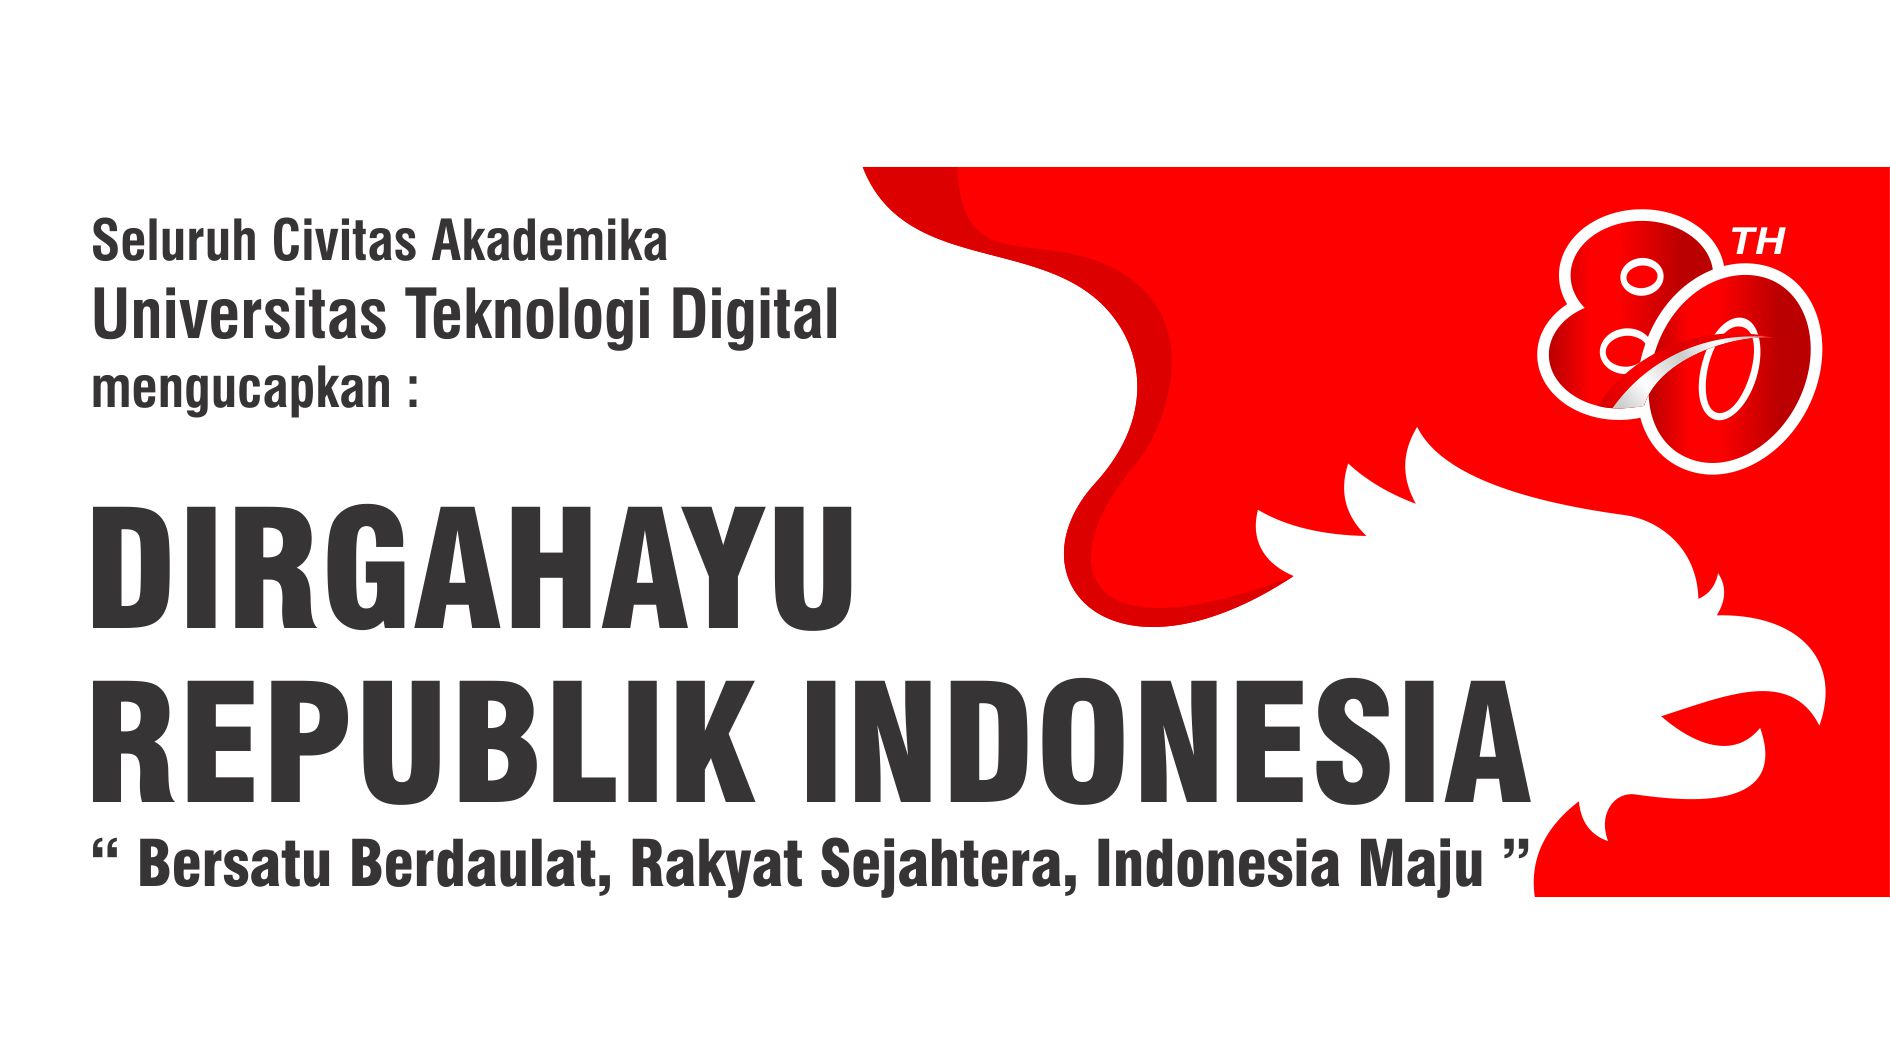 Seluruh Civitas Akademika
Universitas Teknologi Digital
mengucapkan :
80 TH
DIRGAHAYU
REPUBLIK INDONESIA
“ Bersatu Berdaulat, Rakyat Sejahtera, Indonesia Maju ”